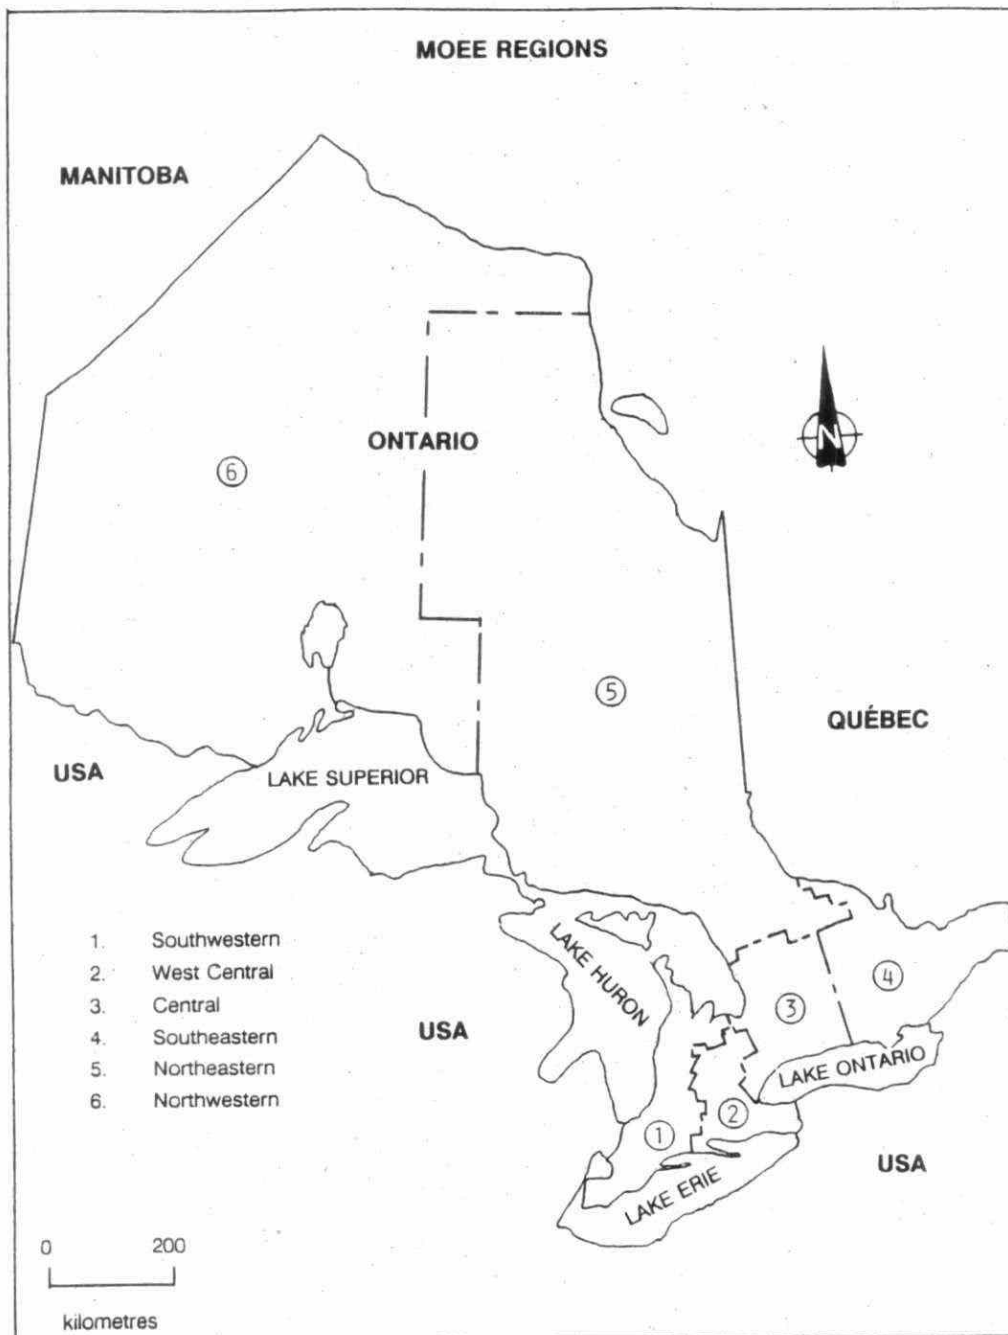 MOEE REGIONS
MANITOBA
ONTARIO
6
N
5
QUÉBEC
USA
LAKE SUPERIOR
1. Southwestern
2. West Central
3. Central
4. Southeastern
5. Northeastern
6. Northwestern
LAKE HURON
USA
4
3
LAKE ONTARIO
2
1
USA
LAKE ERIE
0 200
kilometres